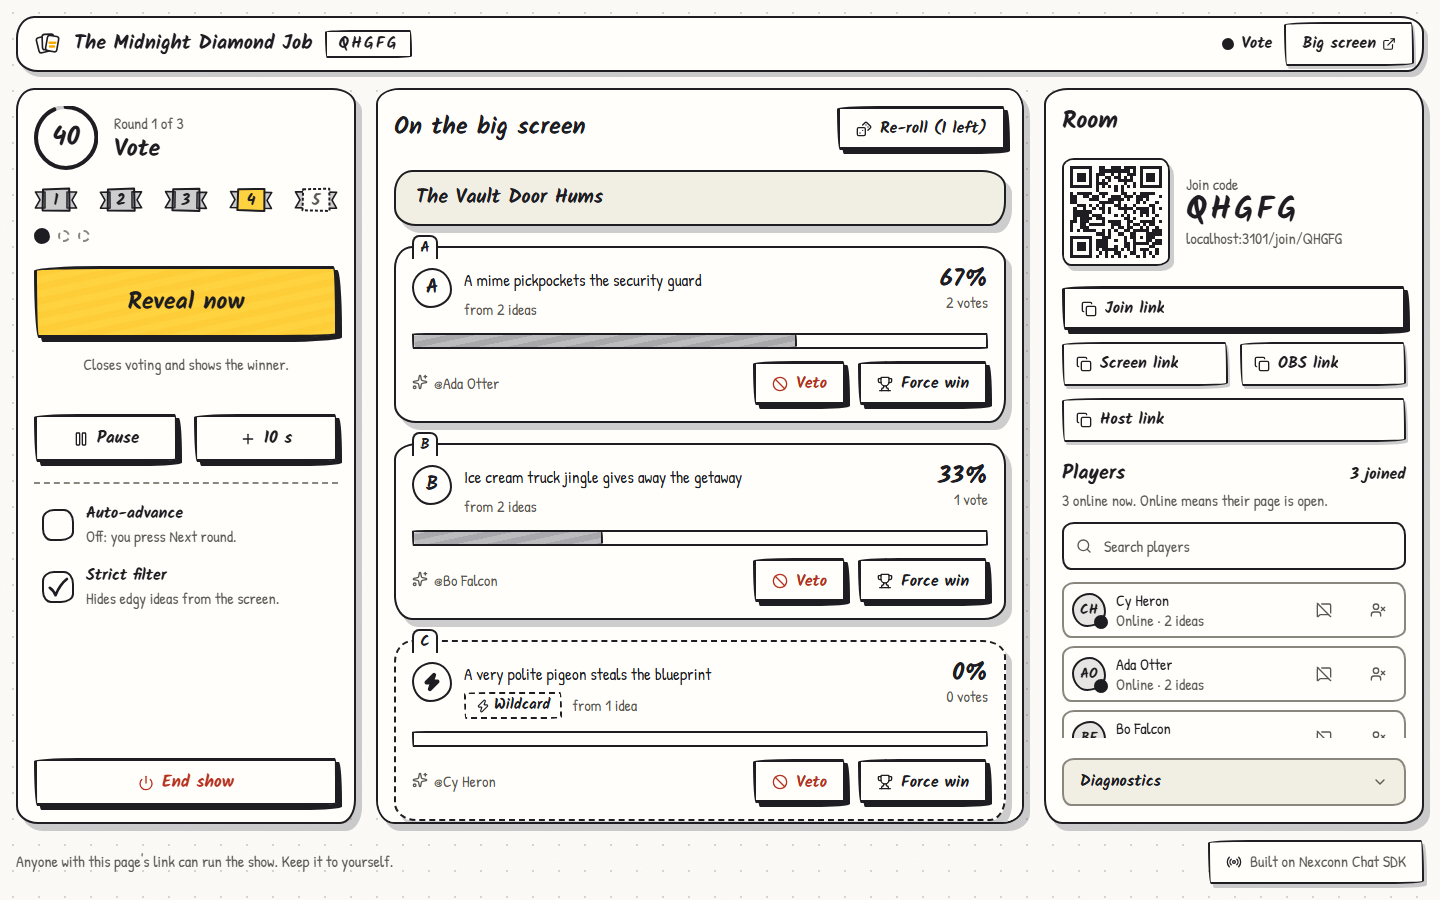 The Midnight Diamond Job
QHGFG
Vote
Big screen
40
Round 1 of 3
Vote
1 2 3 4 5
Reveal now
Closes voting and shows the winner.
Pause
+ 10 s
Auto-advance
Off: you press Next round.
Strict filter
Hides edgy ideas from the screen.
End show
On the big screen
Re-roll (1 left)
The Vault Door Hums
A
A
A mime pickpockets the security guard
67%
from 2 ideas
2 votes
@Ada Otter
Veto
Force win
B
B
Ice cream truck jingle gives away the getaway
33%
from 2 ideas
1 vote
@Bo Falcon
Veto
Force win
C
A very polite pigeon steals the blueprint
0%
Wildcard
from 1 idea
0 votes
@Cy Heron
Veto
Force win
Room
Join code
QHGFG
localhost:3101/join/QHGFG
Join link
Screen link
OBS link
Host link
Players
3 joined
3 online now. Online means their page is open.
Search players
CH
Cy Heron
Online · 2 ideas
AO
Ada Otter
Online · 2 ideas
BF
Bo Falcon
Diagnostics
Anyone with this page's link can run the show. Keep it to yourself.
Built on Nexconn Chat SDK